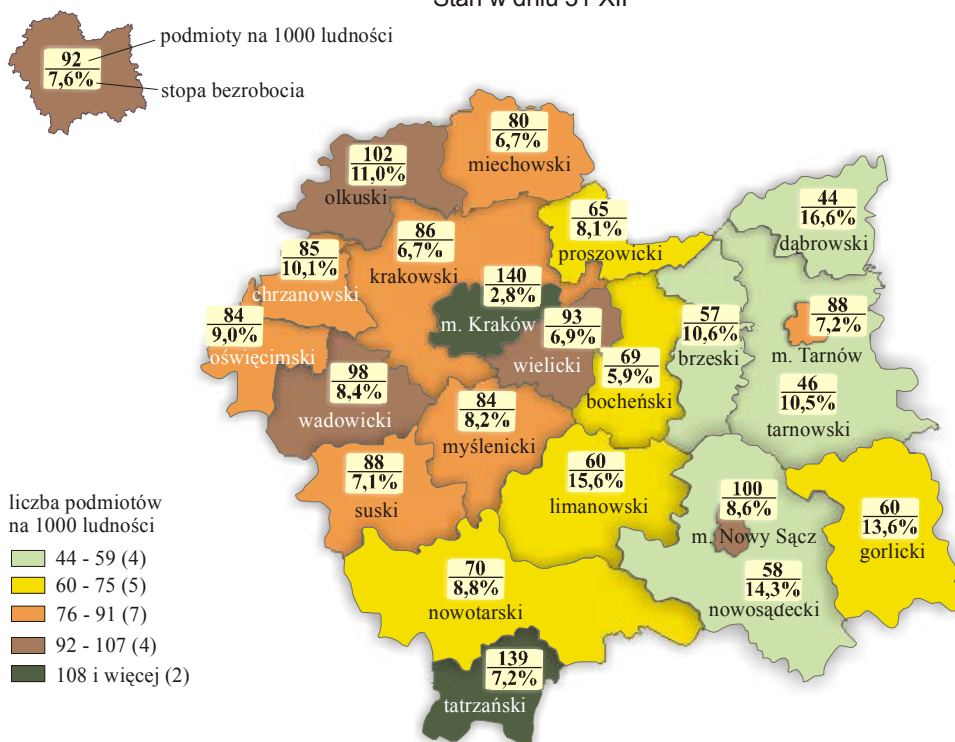 Stan w dniu 31 XII
92
7,6%
podmioty na 1000 ludności
stopa bezrobocia
80
6,7%
miechowski
102
11,0%
olkuski
65
8,1%
proszowicki
44
16,6%
dąbrowski
86
6,7%
krakowski
85
10,1%
chrzanowski
140
2,8%
m. Kraków
84
9,0%
oświęcimski
93
6,9%
wielicki
57
10,6%
brzeski
88
7,2%
m. Tarnów
98
8,4%
wadowicki
69
5,9%
bocheński
46
10,5%
tarnowski
84
8,2%
myślenicki
88
7,1%
suski
60
15,6%
limanowski
100
8,6%
m. Nowy Sącz
60
13,6%
gorlicki
58
14,3%
nowosądecki
70
8,8%
nowotarski
139
7,2%
tatrzański
liczba podmiotów
na 1000 ludności
44 - 59 (4)
60 - 75 (5)
76 - 91 (7)
92 - 107 (4)
108 i więcej (2)